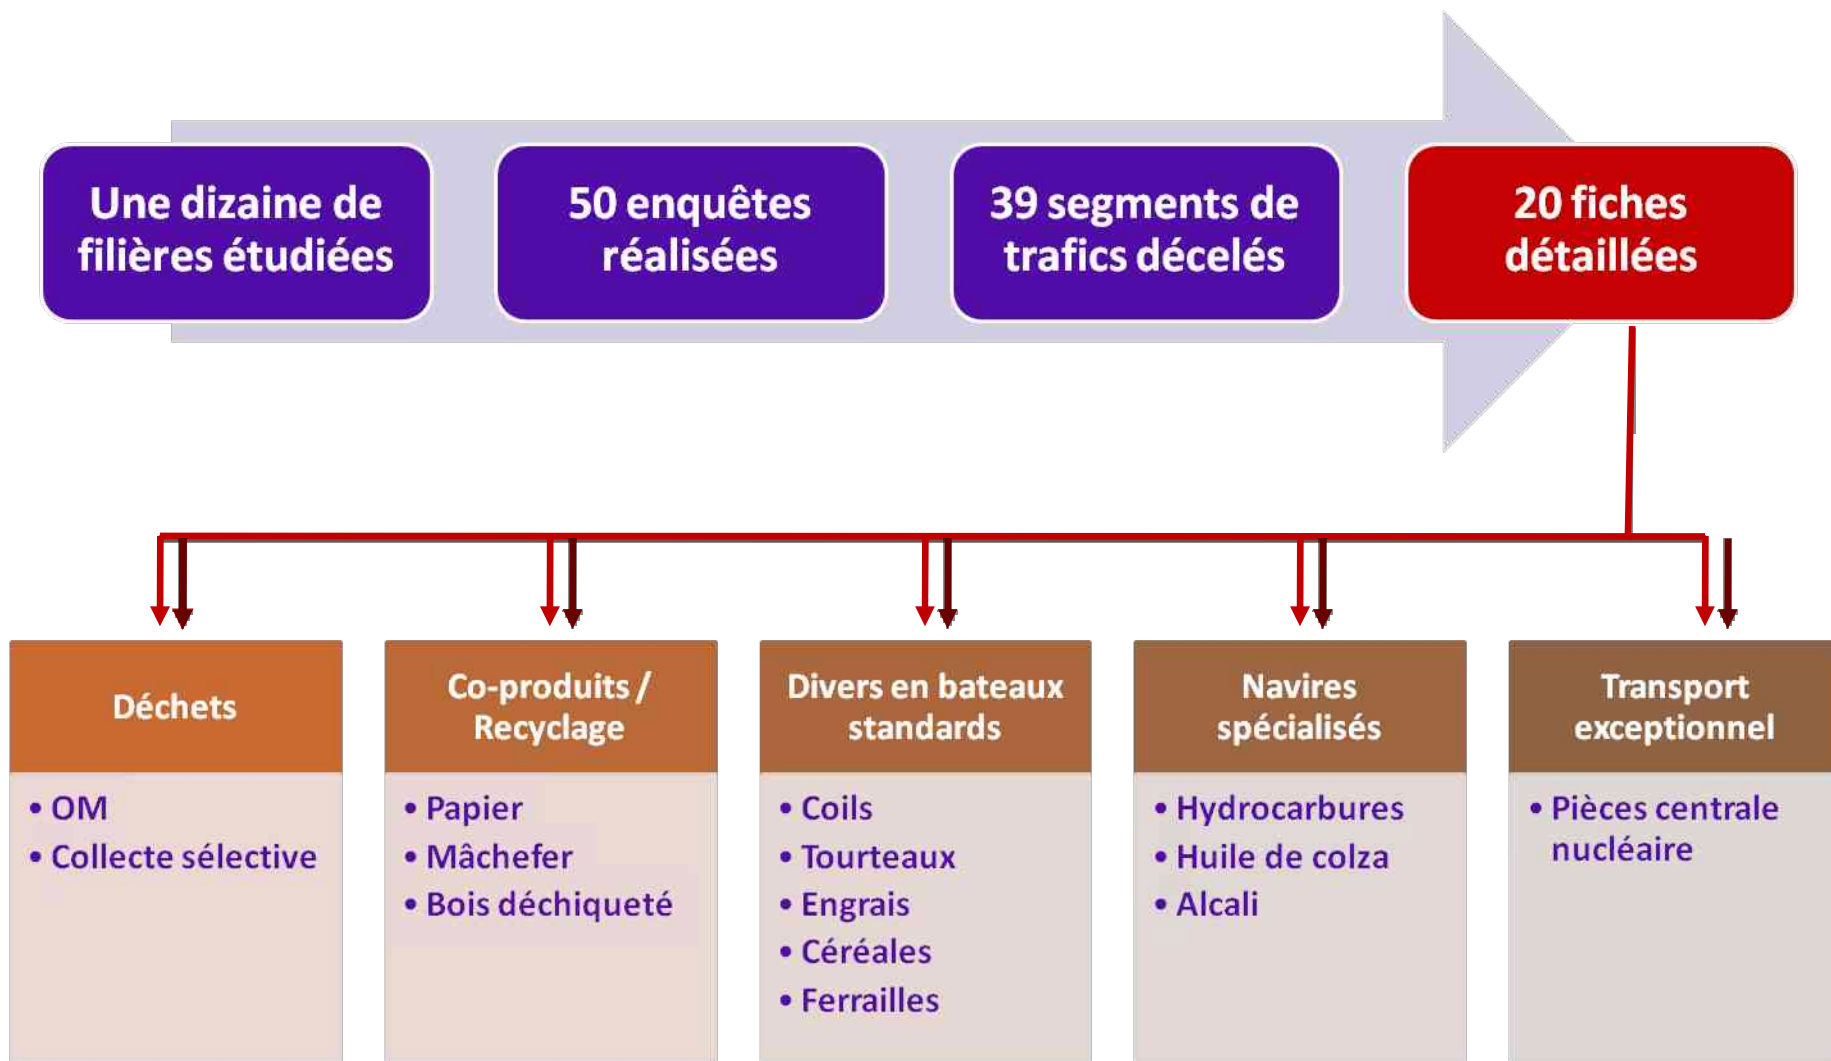 Une dizaine de
filières étudiées
50 enquêtes
réalisées
39 segments de
trafics décelés
20 fiches
détaillées
Déchets
• OM
• Collecte sélective
Co-produits /
Recyclage
• Papier
• Mâchefer
• Bois déchiqueté
Divers en bateaux
standards
• Coils
• Tourteaux
• Engrais
• Céréales
• Ferrailles
Navires
spécialisés
• Hydrocarbures
• Huile de colza
• Alcali
Transport
exceptionnel
• Pièces centrale
nucléaire